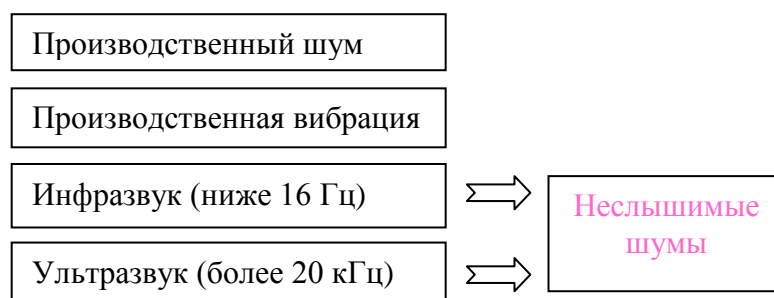 Производственный шум
Производственная вибрация
Инфразвук (ниже 16 Гц)
Неслышимые
шумы
Ультразвук (более 20 кГц)